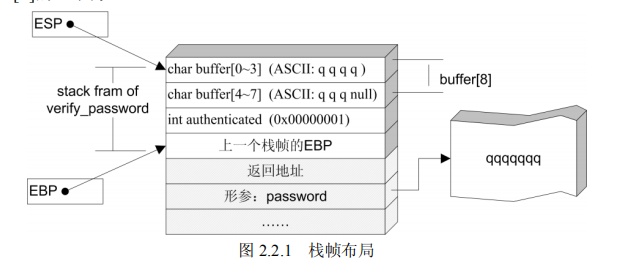 ESP
char buffer[0~3] (ASCII: q q q q )
char buffer[4~7] (ASCII: q q q null)
buffer[8]
stack fram of
verify_password
int authenticated (0x00000001)
上一个栈帧的EBP
返回地址
EBP
形参：password
……
qqqqqqq
图 2.2.1 栈帧布局